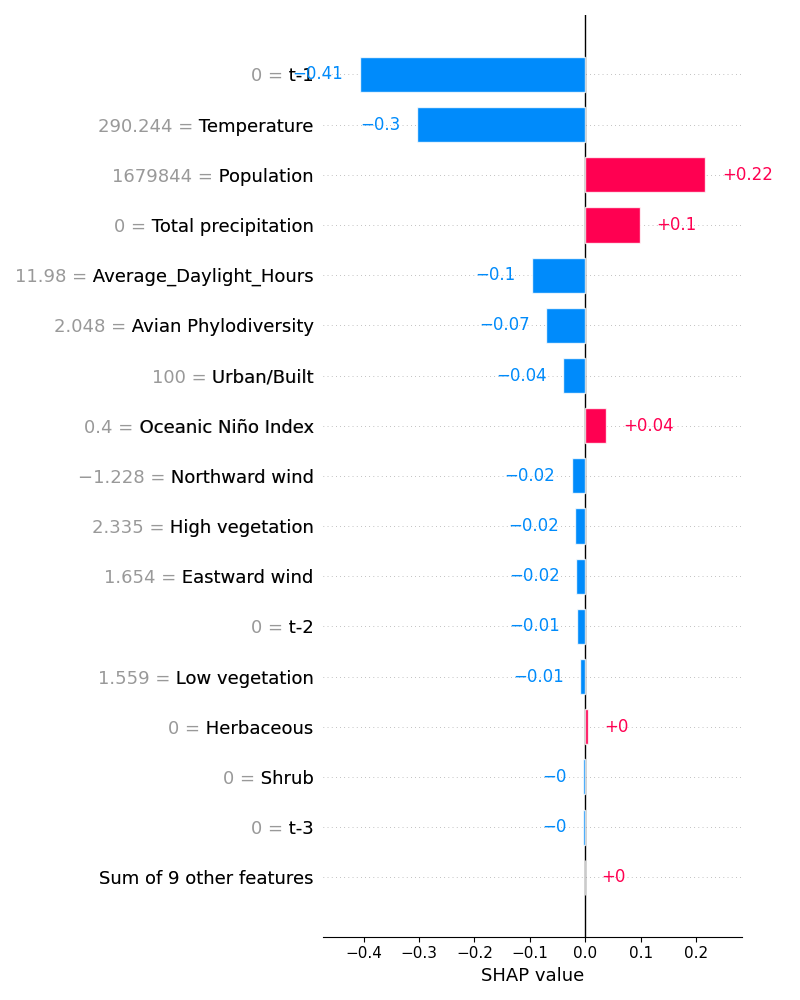 0 = t-1 −0.41
290.244 = Temperature −0.3
1679844 = Population +0.22
0 = Total precipitation +0.1
11.98 = Average_Daylight_Hours −0.1
2.048 = Avian Phylodiversity −0.07
100 = Urban/Built −0.04
0.4 = Oceanic Niño Index +0.04
−1.228 = Northward wind −0.02
2.335 = High vegetation −0.02
1.654 = Eastward wind −0.02
0 = t-2 −0.01
1.559 = Low vegetation −0.01
0 = Herbaceous +0
0 = Shrub −0
0 = t-3 −0
Sum of 9 other features +0
−0.4 −0.3 −0.2 −0.1 0.0 0.1 0.2
SHAP value